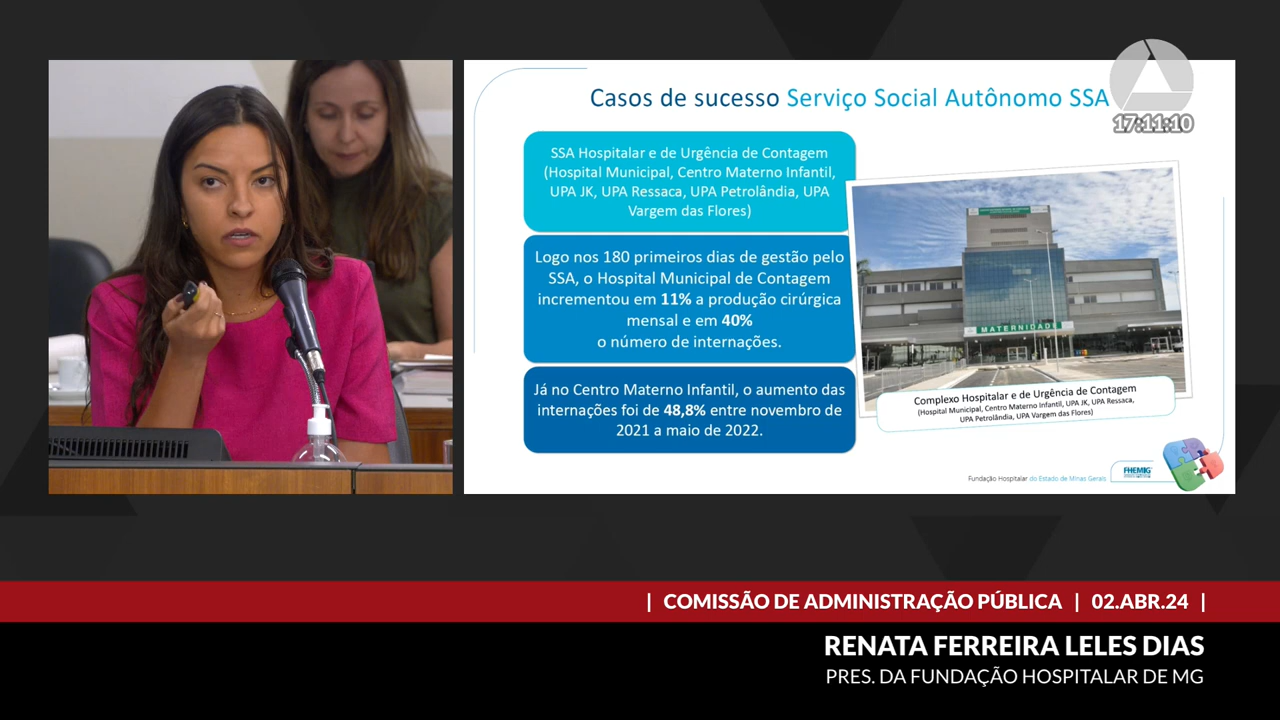 Casos de sucesso Serviço Social Autônomo SSA
17:11:10
SSA Hospitalar e de Urgência de Contagem
(Hospital Municipal, Centro Materno Infantil,
UPA JK, UPA Ressaca, UPA Petrolândia, UPA
Vargem das Flores)
Logo nos 180 primeiros dias de gestão pelo
SSA, o Hospital Municipal de Contagem
incrementou em 11% a produção cirúrgica
mensal e em 40%
o número de internações.
Já no Centro Materno Infantil, o aumento das
internações foi de 48,8% entre novembro de
2021 a maio de 2022.
MATERNIDADE
Complexo Hospitalar e de Urgência de Contagem
(Hospital Municipal, Centro Materno Infantil, UPA JK, UPA Ressaca,
UPA Petrolândia, UPA Vargem das Flores)
Fundação Hospitalar do Estado de Minas Gerais
FHEMIG
| COMISSÃO DE ADMINISTRAÇÃO PÚBLICA | 02.ABR.24 |
RENATA FERREIRA LELES DIAS
PRES. DA FUNDAÇÃO HOSPITALAR DE MG